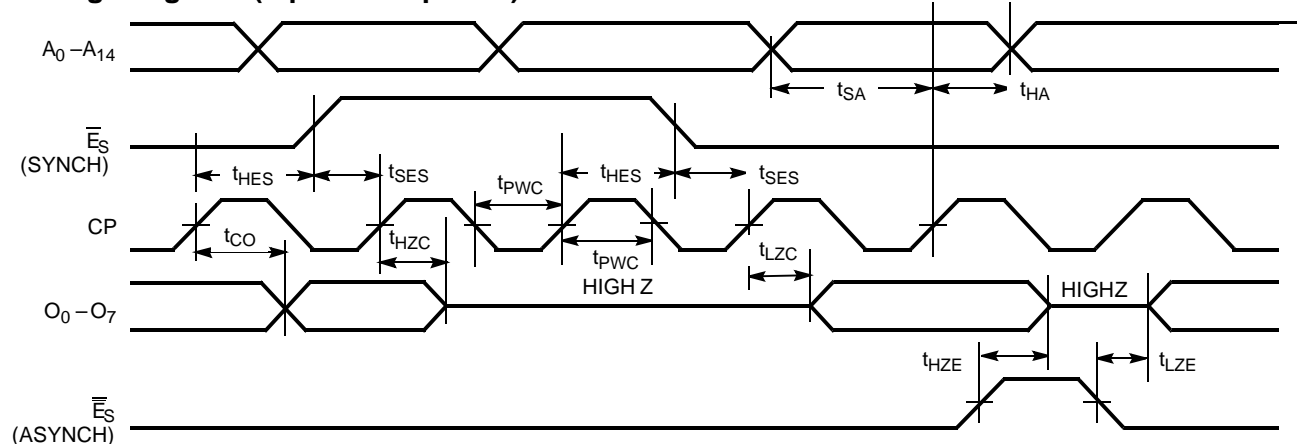 A0 – A14
tSA
tHA
ES
(SYNCH)
tHES
tSES
tPWC
tHES
tSES
CP
tCO
tHZC
tPWC
tLZC
HIGH Z
HIGHZ
O0 – O7
tHZE
tLZE
ES
(ASYNCH)